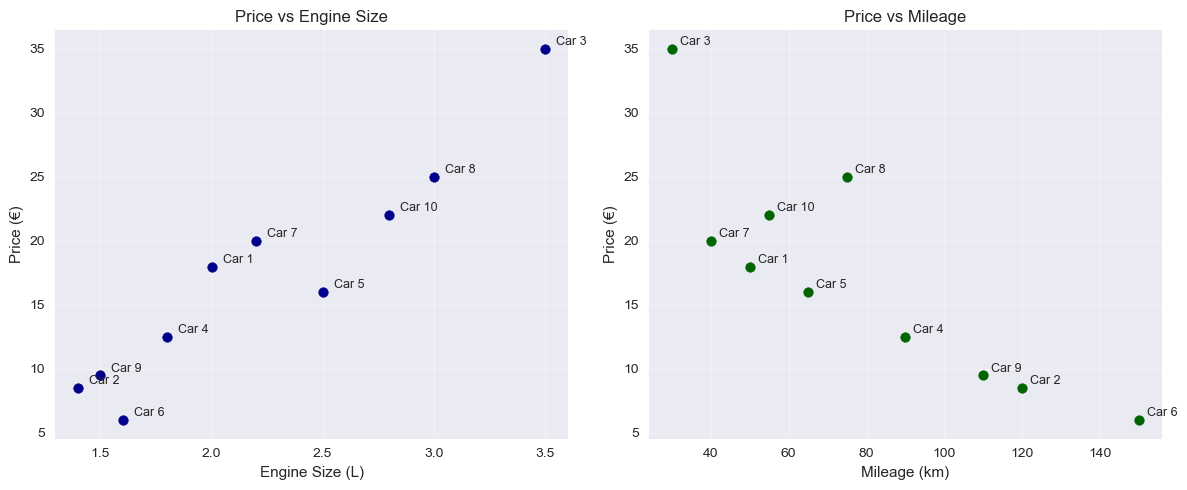 Price vs Engine Size
Price (€)
35
30
25
20
15
10
5
Car 3
Car 8
Car 10
Car 7
Car 1
Car 5
Car 4
Car 9
Car 2
Car 6
1.5 2.0 2.5 3.0 3.5
Engine Size (L)
Price vs Mileage
Price (€)
35
30
25
20
15
10
5
Car 3
Car 8
Car 10
Car 7
Car 1
Car 5
Car 4
Car 9
Car 2
Car 6
40 60 80 100 120 140
Mileage (km)